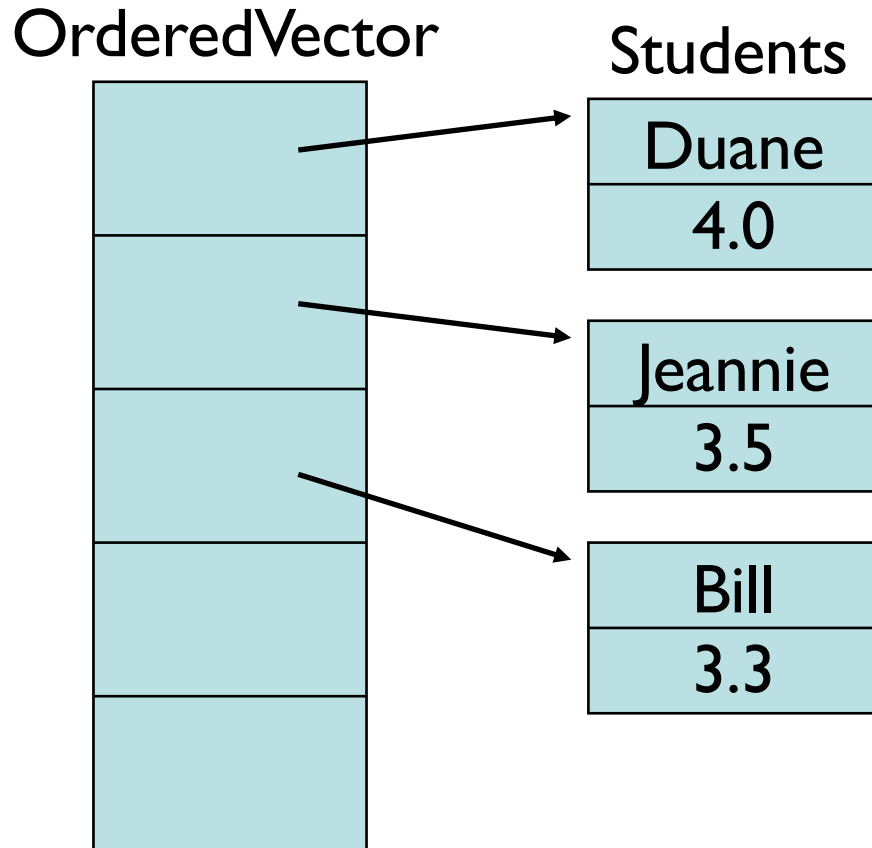 OrderedVector
Students
Duane
4.0
Jeannie
3.5
Bill
3.3